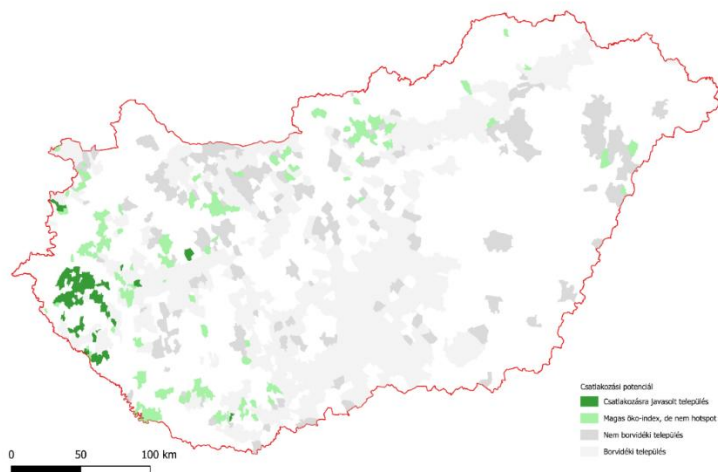 Csatlakozási potenciál
Csatlakozásra javasolt település
Magas öko-index, de nem hotspot
Nem borvidéki település
Borvidéki település
0 50 100 km